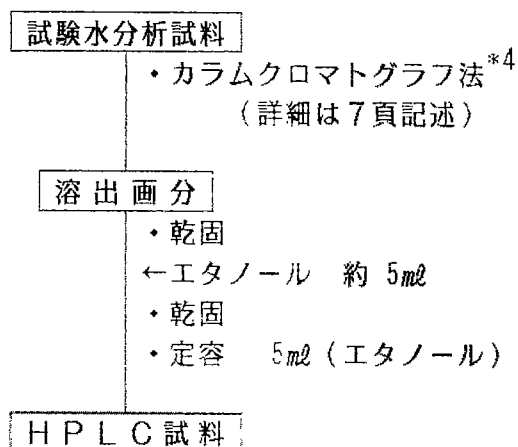 試験水分析試料
・カラムクロマトグラフ法*4
（詳細は7頁記述）
溶出画分
・乾固
←エタノール 約 5mℓ
・乾固
・定容 5mℓ（エタノール）
ＨＰＬＣ試料